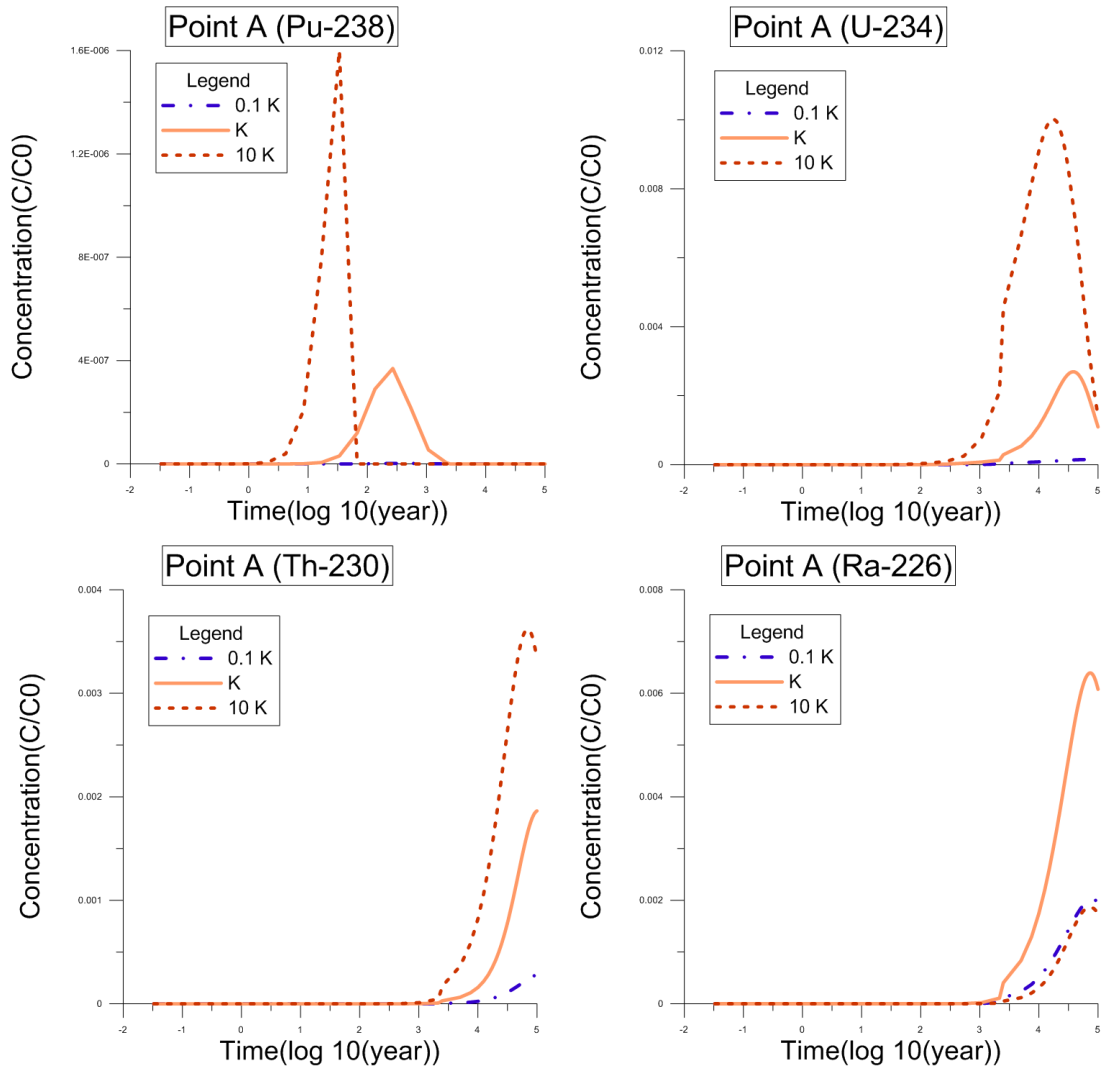 Point A (Pu-238)
1.6E-006
1.2E-006
8E-007
4E-007
0
Concentration(C/C0)
Legend
0.1 K
K
10 K
-2 -1 0 1 2 3 4 5
Time(log 10(year))
Point A (U-234)
0.012
0.008
0.004
0
Concentration(C/C0)
Legend
0.1 K
K
10 K
-2 -1 0 1 2 3 4 5
Time(log 10(year))
Point A (Th-230)
0.004
0.003
0.002
0.001
0
Concentration(C/C0)
Legend
0.1 K
K
10 K
-2 -1 0 1 2 3 4 5
Time(log 10(year))
Point A (Ra-226)
0.008
0.006
0.004
0.002
0
Concentration(C/C0)
Legend
0.1 K
K
10 K
-2 -1 0 1 2 3 4 5
Time(log 10(year))